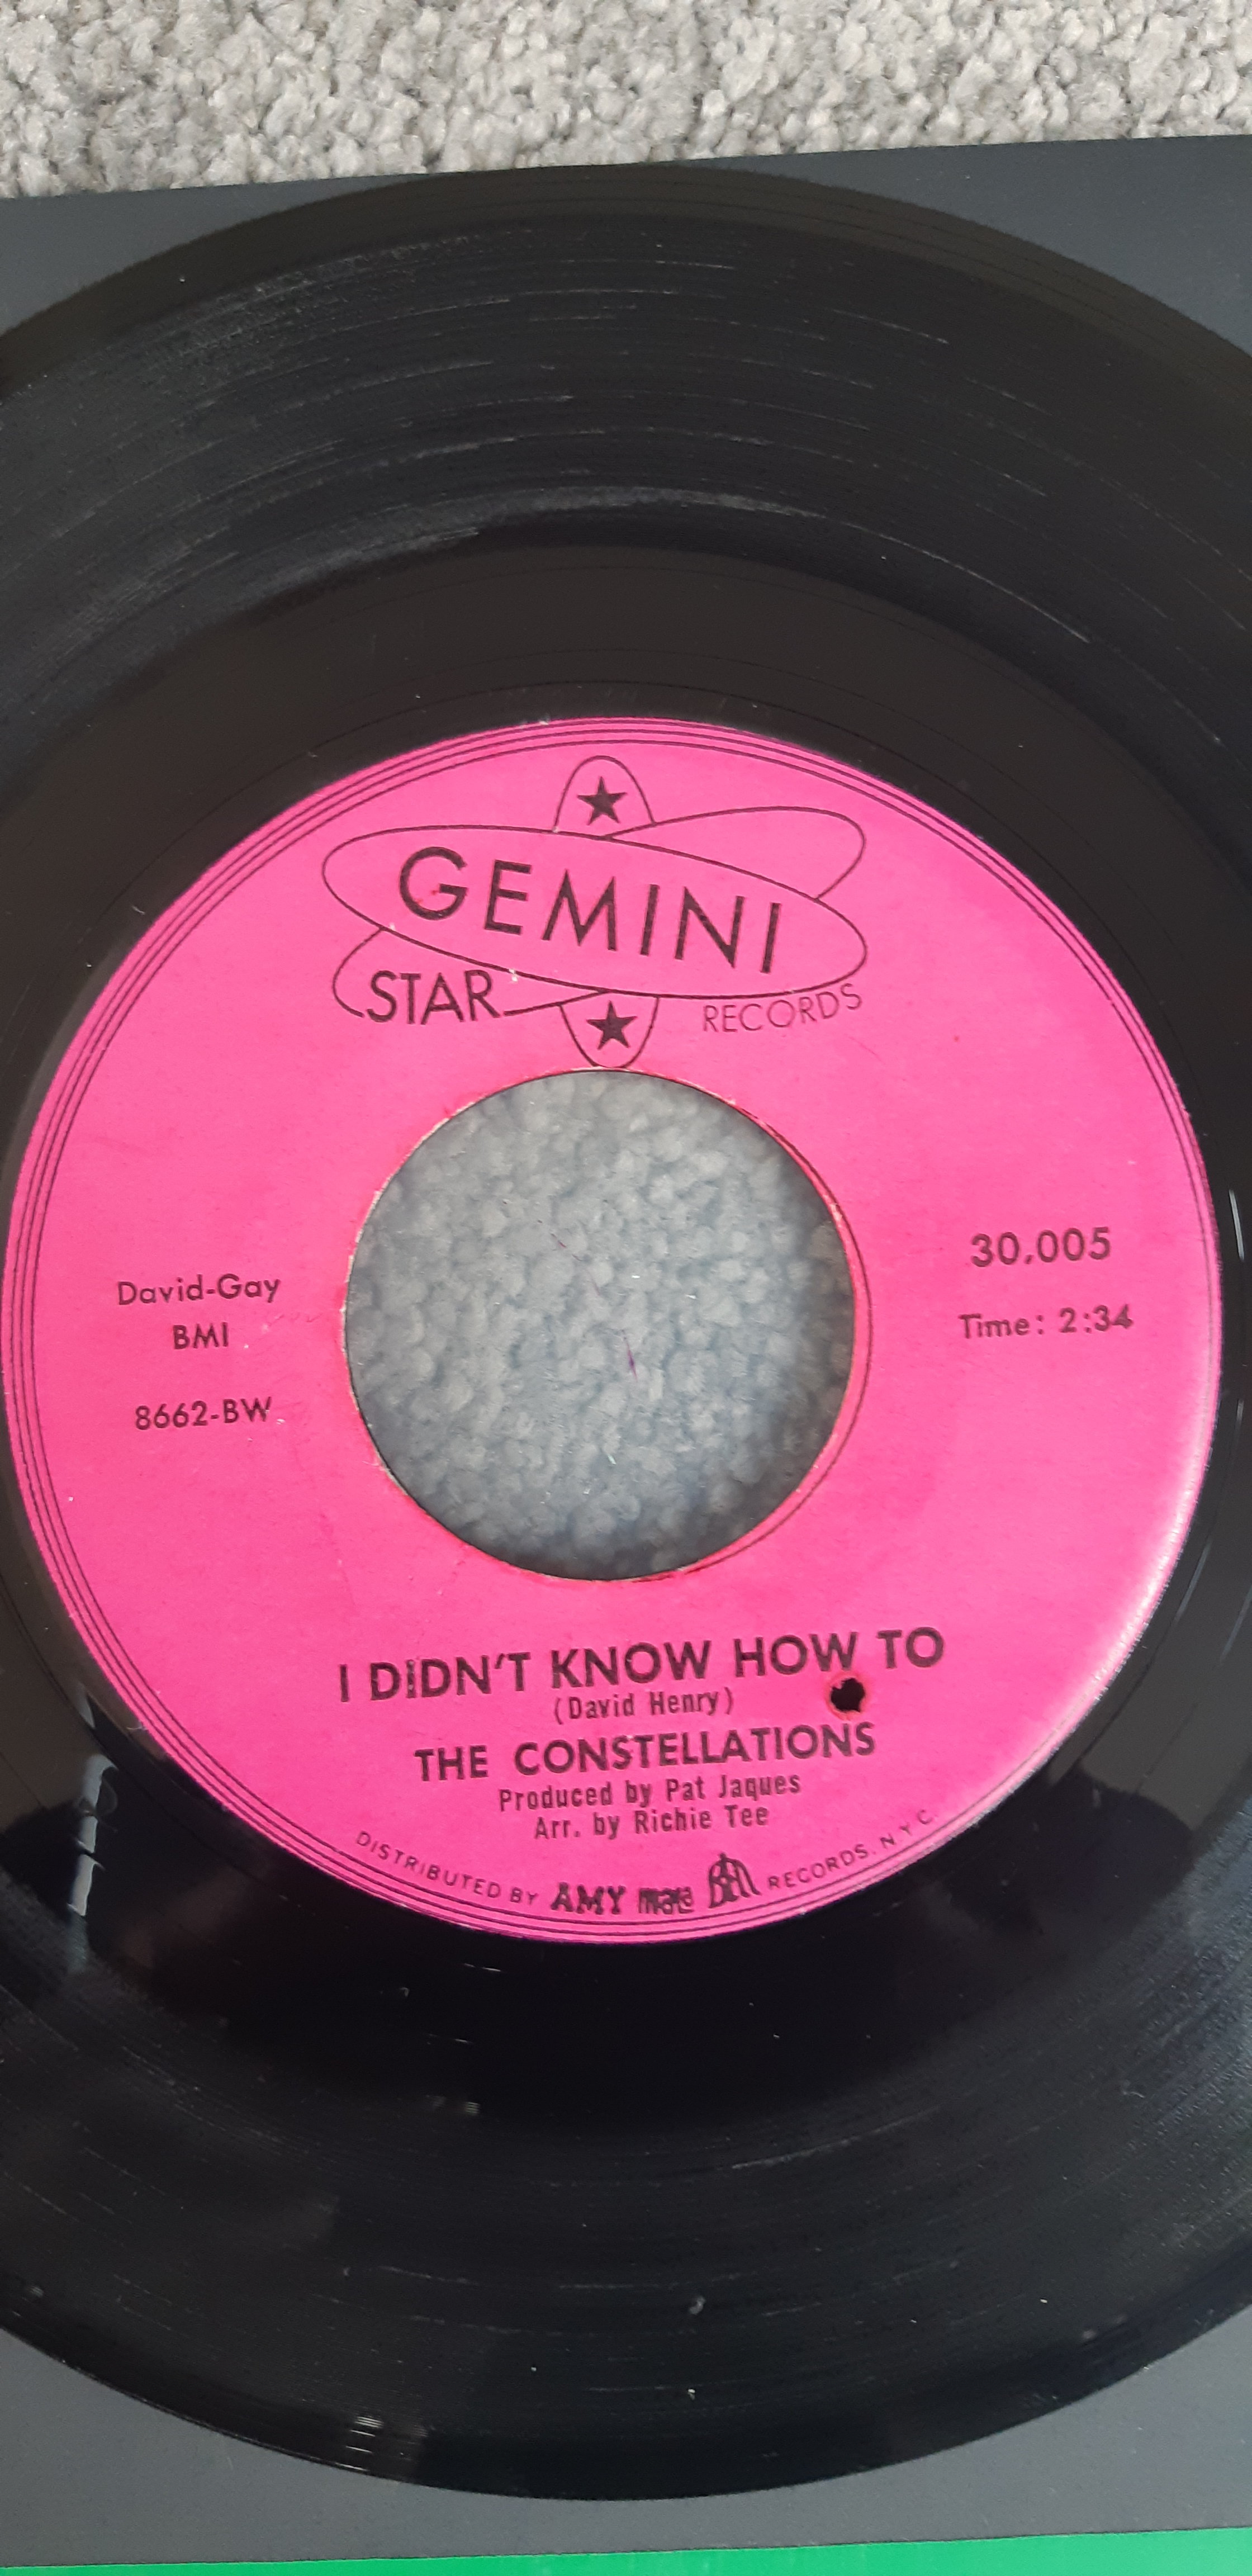 GEMINI
STAR RECORDS
David-Gay
BMI
8662-BW
30.005
Time: 2:34
I DIDN'T KNOW HOW TO
(David Henry)
THE CONSTELLATIONS
Produced by Pat Jaques
Arr. by Richie Tee
DISTRIBUTED BY AMY mala Bell RECORDS, N.Y.C.